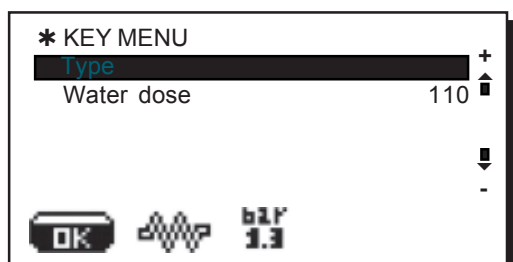 ✱ KEY MENU
Type
Water dose 110
+
-
OK
bar
1.3